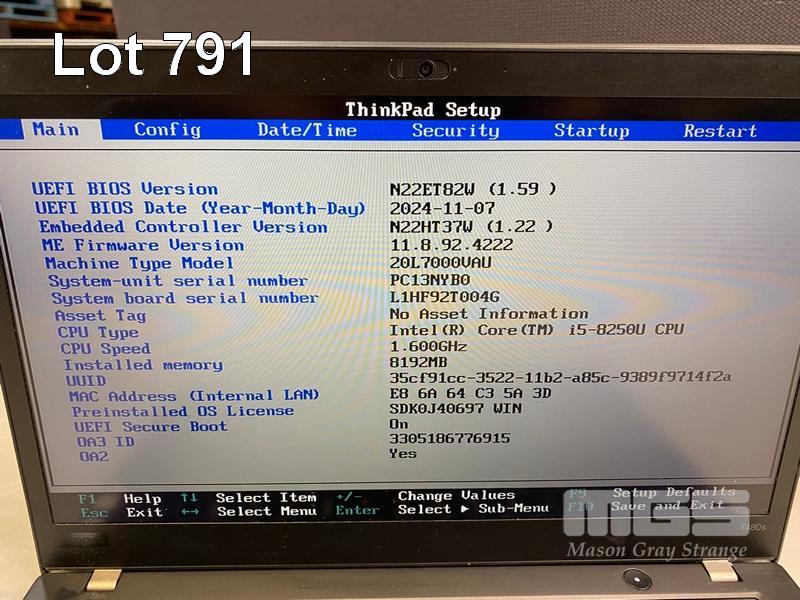 Lot 791
ThinkPad Setup
Main Config Date/Time Security Startup Restart
UEFI BIOS Version N22ET82W (1.59 )
UEFI BIOS Date (Year-Month-Day) 2024-11-07
Embedded Controller Version N22HT37W (1.22 )
ME Firmware Version 11.8.92.4222
Machine Type Model 20L7000VAU
System-unit serial number PC13NYB0
System board serial number L1HF92T004G
Asset Tag No Asset Information
CPU Type Intel(R) Core(TM) i5-8250U CPU
CPU Speed 1.600GHz
Installed memory 8192MB
UUID 35cf91cc-3522-11b2-a85c-9389f9714f2a
MAC Address (Internal LAN) E8 6A 64 C3 5A 3D
Preinstalled OS License SDK0J40697 WIN
UEFI Secure Boot On
OA3 ID 3305186776915
OA2 Yes
F1 Help ↑↓ Select Item +/- Change Values F9 Setup Defaults
Esc Exit ←→ Select Menu Enter Select ▶ Sub-Menu F10 Save and Exit
MGS
T480s
Mason Gray Strange